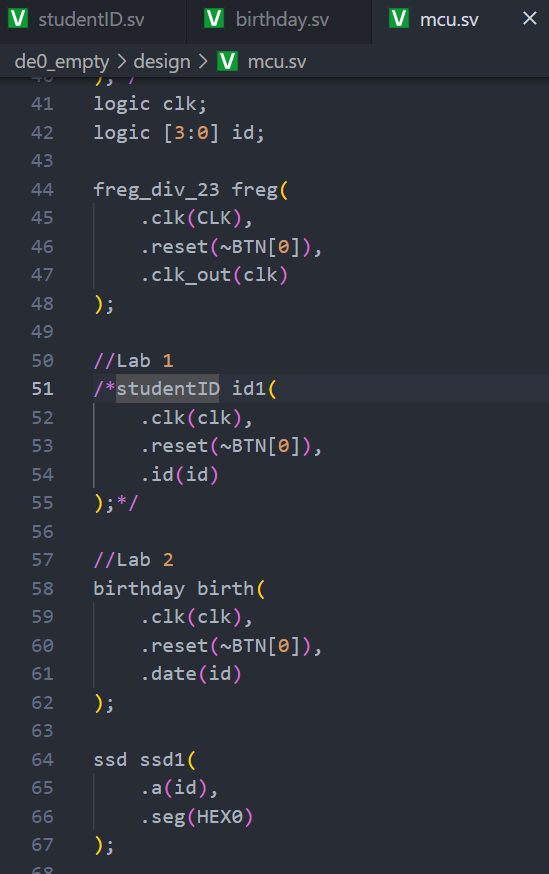 studentID.sv birthday.sv mcu.sv
de0_empty > design > mcu.sv
40 ); */
41 logic clk;
42 logic [3:0] id;
43
44 freg_div_23 freg(
45 .clk(CLK),
46 .reset(~BTN[0]),
47 .clk_out(clk)
48 );
49
50 //Lab 1
51 /*studentID id1(
52 .clk(clk),
53 .reset(~BTN[0]),
54 .id(id)
55 );*/
56
57 //Lab 2
58 birthday birth(
59 .clk(clk),
60 .reset(~BTN[0]),
61 .date(id)
62 );
63
64 ssd ssd1(
65 .a(id),
66 .seg(HEX0)
67 );
68